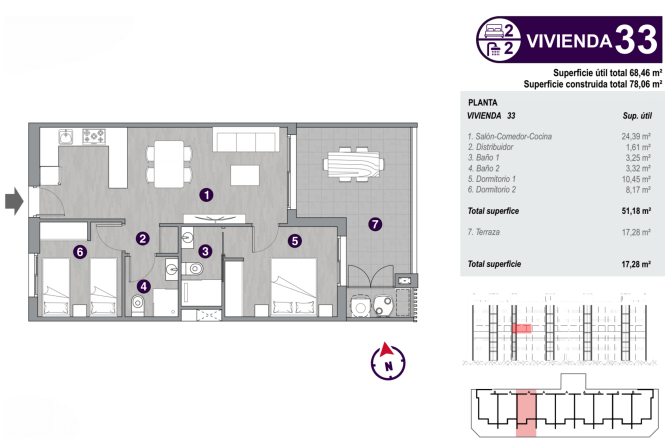 2
2
VIVIENDA 33
Superficie útil total 68,46 m²
Superficie construida total 78,06 m²
PLANTA
VIVIENDA 33 Sup. útil
1. Salón-Comedor-Cocina 24,39 m²
2. Distribuidor 1,61 m²
3. Baño 1 3,25 m²
4. Baño 2 3,32 m²
5. Dormitorio 1 10,45 m²
6. Dormitorio 2 8,17 m²
Total superfice 51,18 m²
7. Terraza 17,28 m²
Total superficie 17,28 m²
1
2
3
4
5
6
7
N